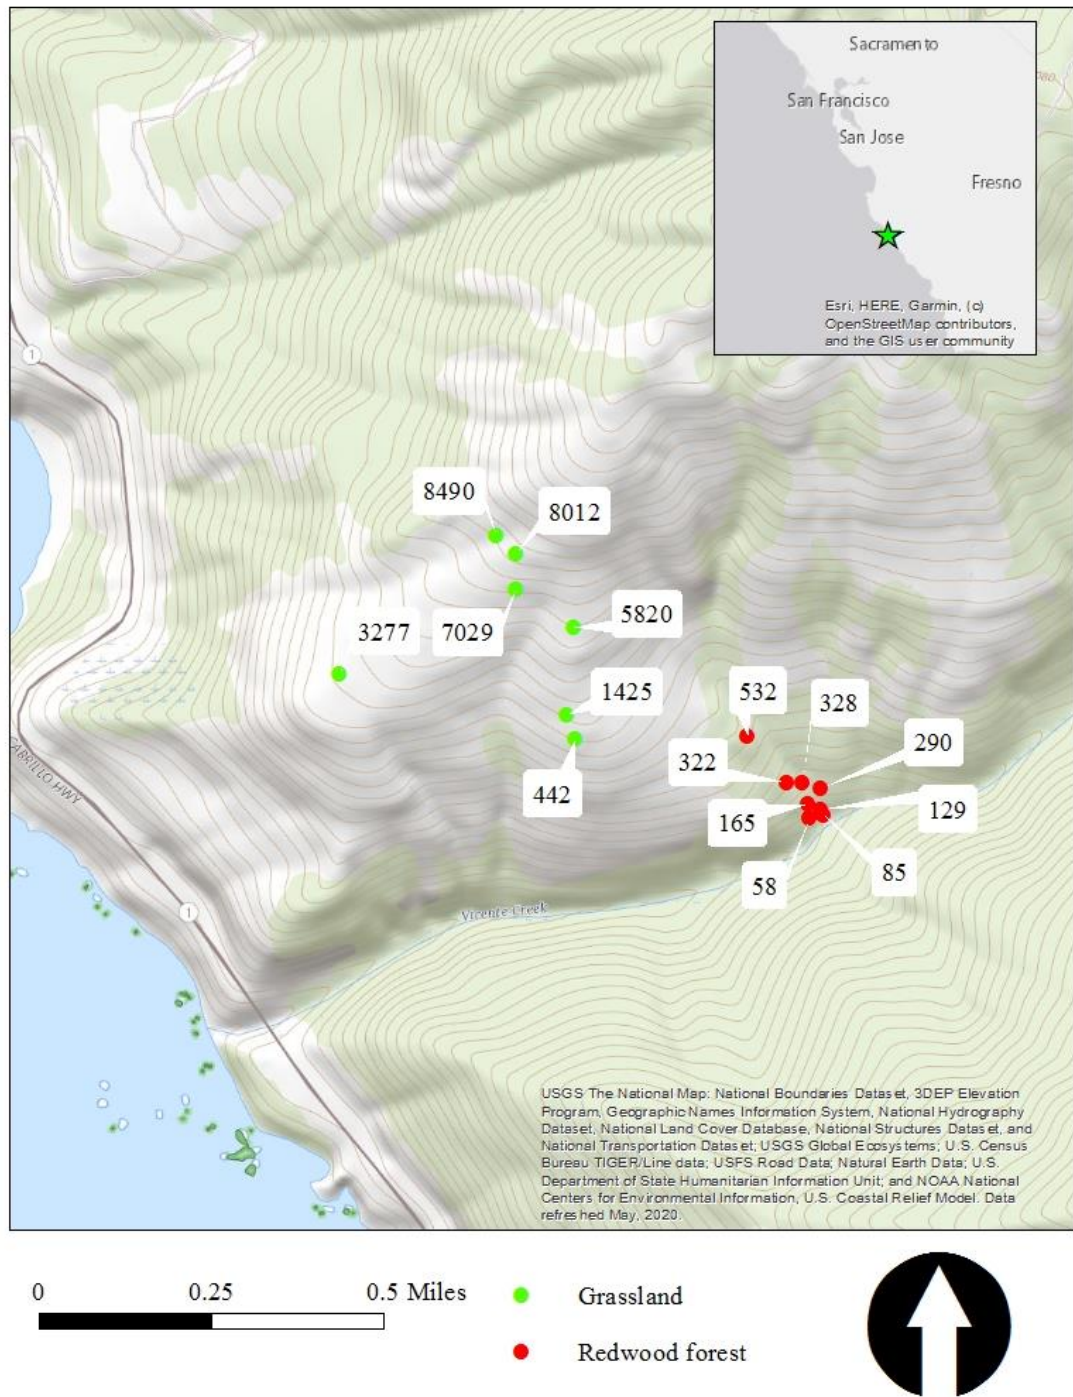 Sacramento
San Francisco
San Jose
Fresno
Esri, HERE, Garmin, (c)
OpenStreetMap contributors,
and the GIS user community
1
8490
8012
3277
7029
5820
1425
532
328
322
290
442
165
129
58
85
CABRILLO HWY
1
Vicente Creek
USGS The National Map: National Boundaries Dataset, 3DEP Elevation
Program, Geographic Names Information System, National Hydrography
Dataset, National Land Cover Database, National Structures Dataset, and
National Transportation Dataset; USGS Global Ecosystems; U.S. Census
Bureau TIGER/Line data; USFS Road Data; Natural Earth Data; U.S.
Department of State Humanitarian Information Unit; and NOAA National
Centers for Environmental Information, U.S. Coastal Relief Model. Data
refreshed May, 2020.
0 0.25 0.5 Miles
Grassland
Redwood forest